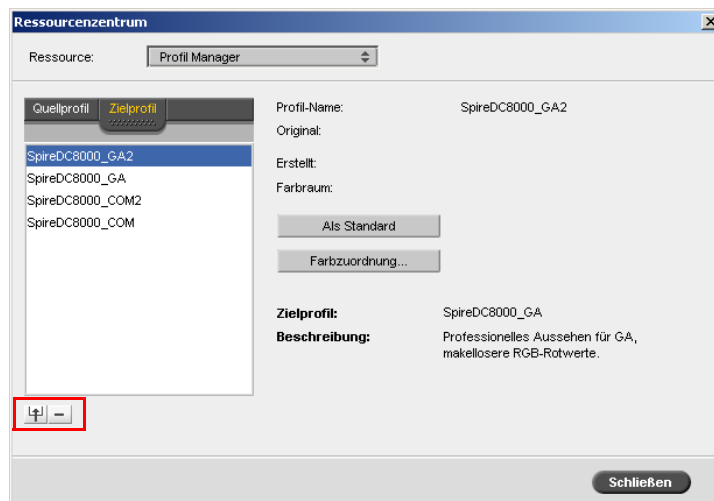 Ressourcenzentrum
Ressource: Profil Manager
Quellprofil Zielprofil
SpireDC8000_GA2
SpireDC8000_GA
SpireDC8000_COM2
SpireDC8000_COM
Profil-Name: SpireDC8000_GA2
Original:
Erstellt:
Farbraum:
Als Standard
Farbzuordnung...
Zielprofil: SpireDC8000_GA
Beschreibung: Professionelles Aussehen für GA,
makellosere RGB-Rotwerte.
Schließen